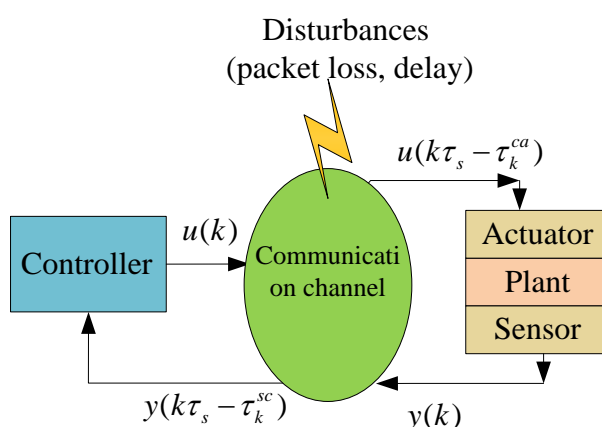 Disturbances
(packet loss, delay)
u(kτ_s − τ_k^{ca})
u(k)
Controller
Communicati
on channel
Actuator
Plant
Sensor
y(kτ_s − τ_k^{sc})
y(k)